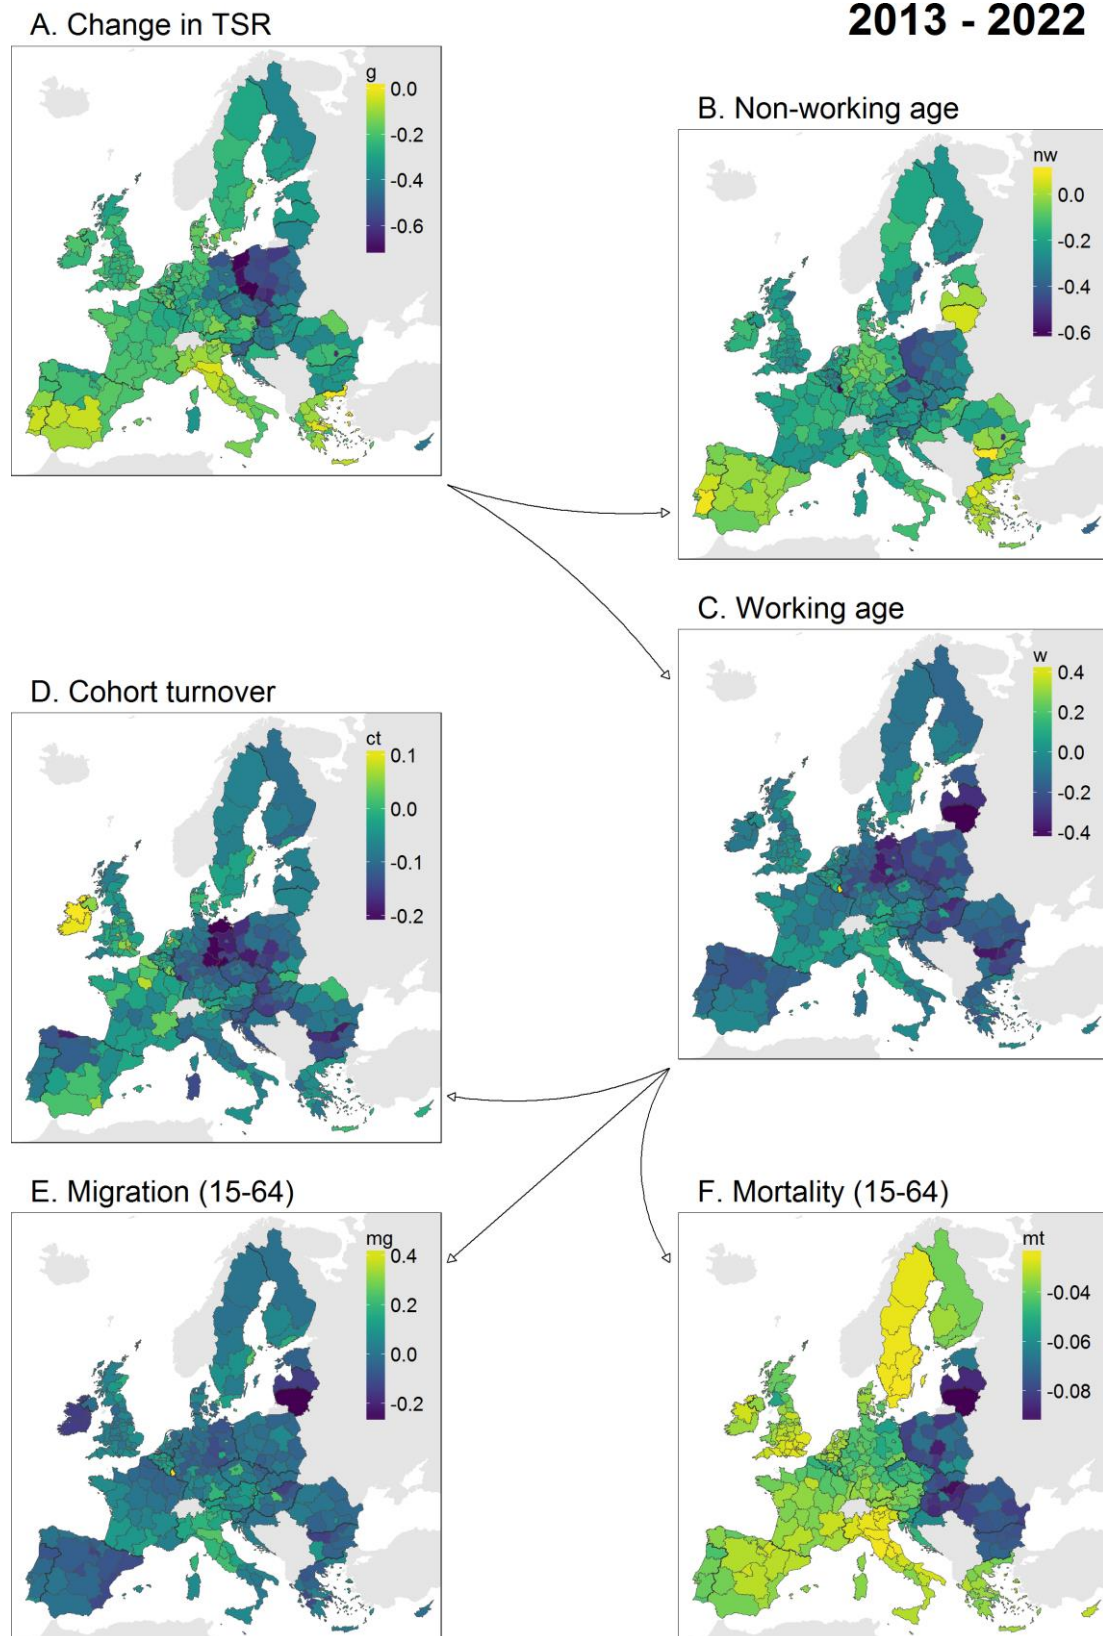 A. Change in TSR
2013 - 2022
g
0.0
-0.2
-0.4
-0.6
B. Non-working age
nw
0.0
-0.2
-0.4
-0.6
C. Working age
w
0.4
0.2
0.0
-0.2
-0.4
D. Cohort turnover
ct
0.1
0.0
-0.1
-0.2
E. Migration (15-64)
mg
0.4
0.2
0.0
-0.2
F. Mortality (15-64)
mt
-0.04
-0.06
-0.08